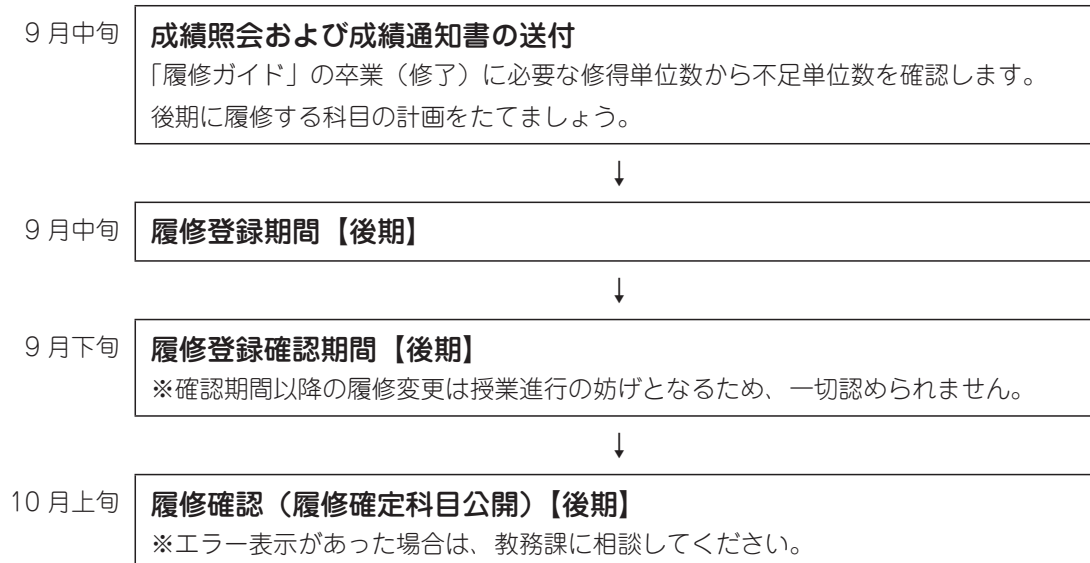 9月中旬 成績照会および成績通知書の送付
「履修ガイド」の卒業（修了）に必要な修得単位数から不足単位数を確認します。
後期に履修する科目の計画をたてましょう。
↓
9月中旬 履修登録期間【後期】
↓
9月下旬 履修登録確認期間【後期】
※確認期間以降の履修変更は授業進行の妨げとなるため、一切認められません。
↓
10月上旬 履修確認（履修確定科目公開）【後期】
※エラー表示があった場合は、教務課に相談してください。